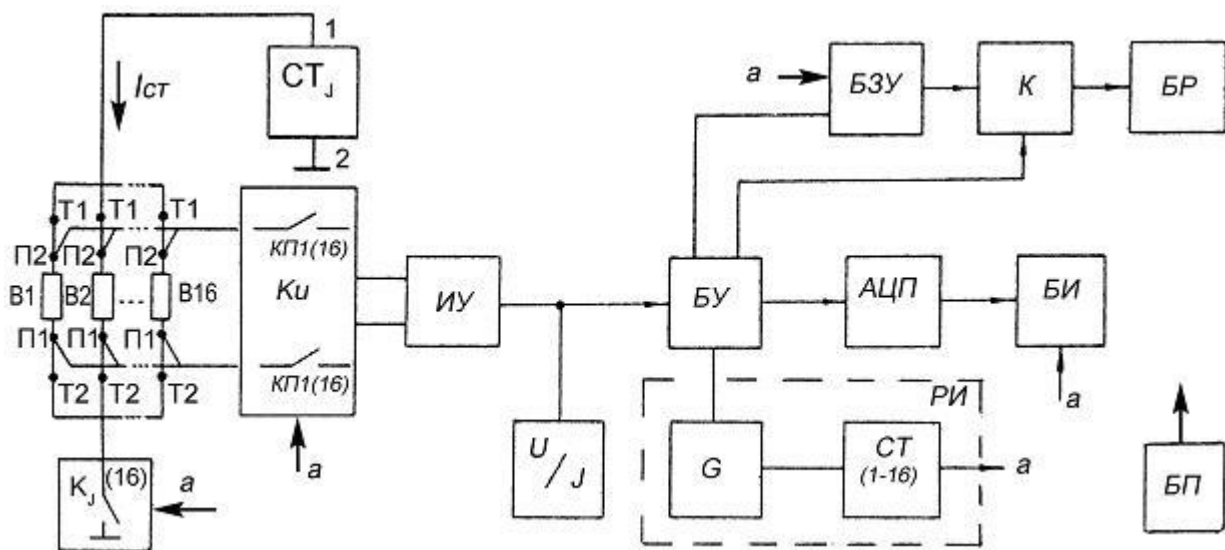 1
СТJ
Iст
2
а
БЗУ
К
БР
Т1 Т1 Т1
П2 П2 П2
КП1(16)
В1 В2 ... В16
Ки
ИУ
БУ
АЦП
БИ
П1 П1 П1
КП1(16)
Т2 Т2 Т2
РИ
а
а
KJ (16)
а
U/J
G
СТ
(1-16)
а
БП